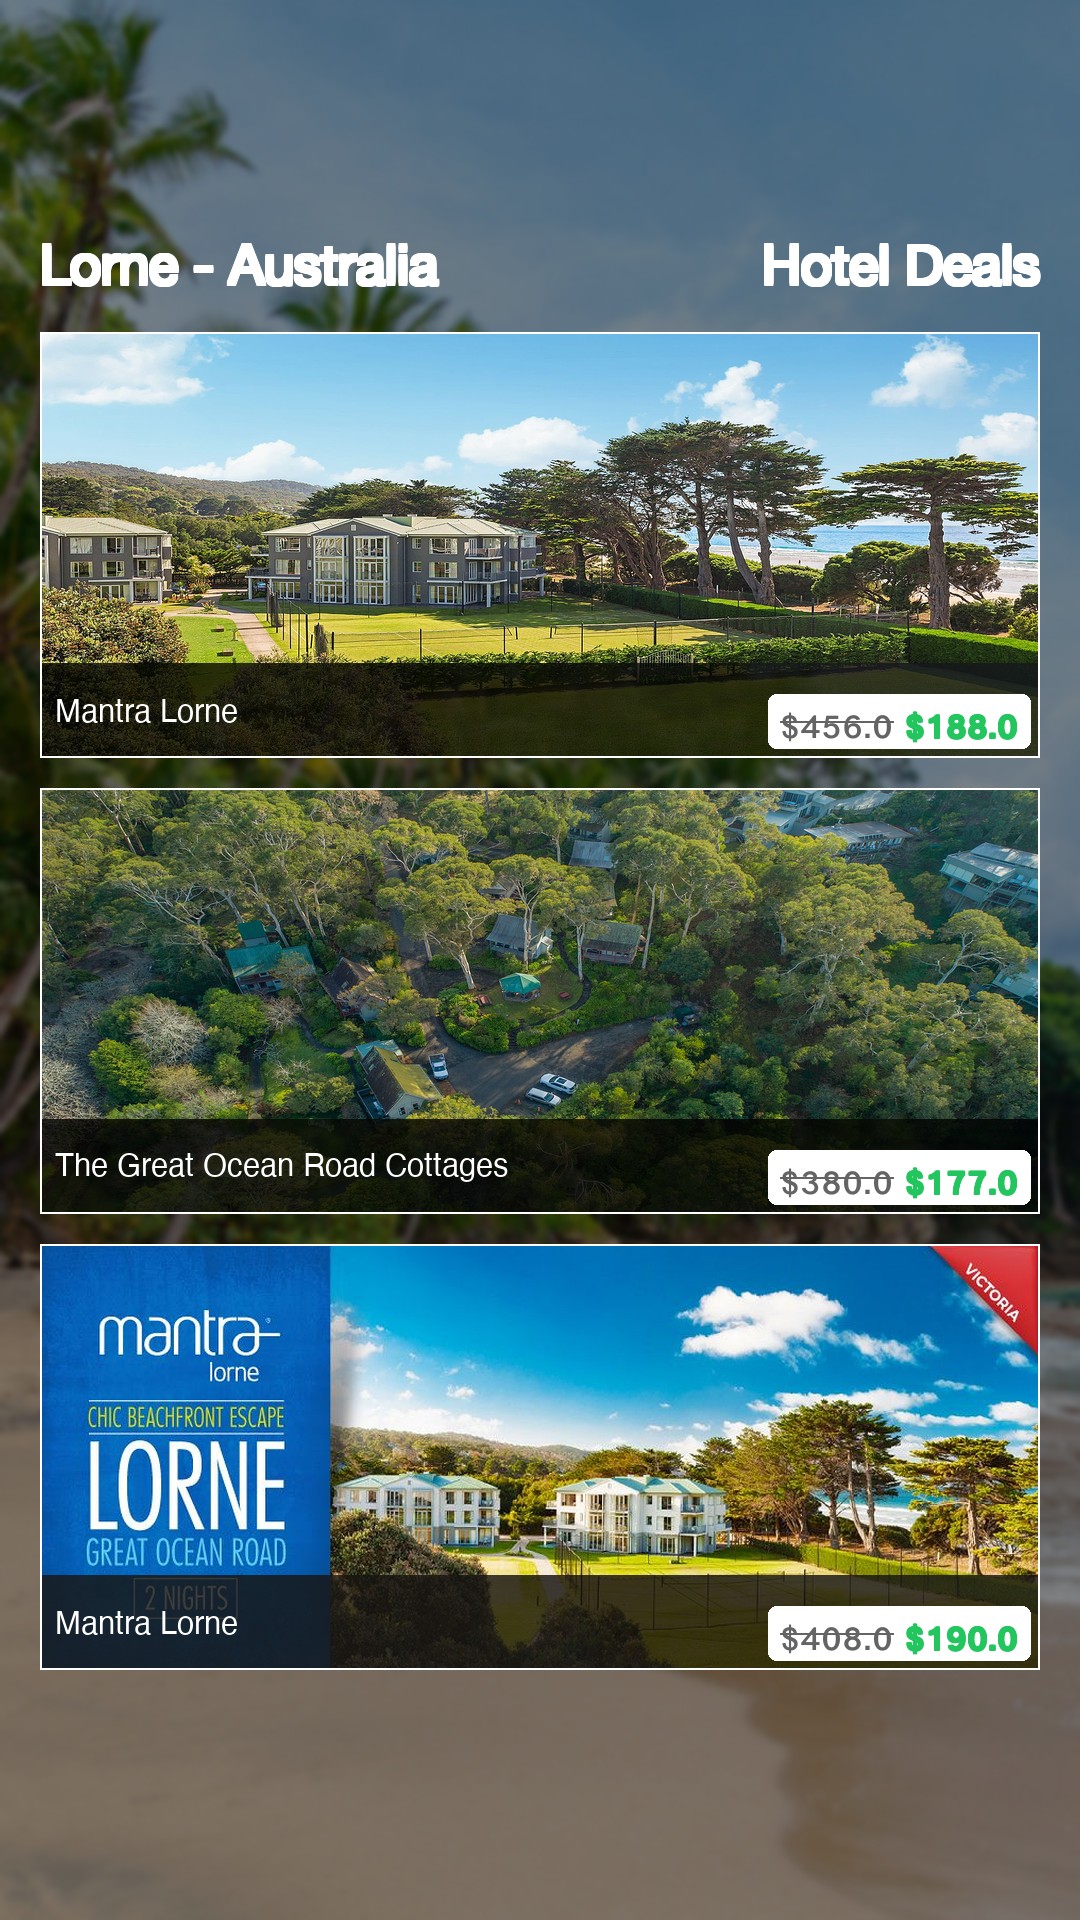 Lorne - Australia
Hotel Deals
Mantra Lorne
$456.0 $188.0
The Great Ocean Road Cottages
$380.0 $177.0
VICTORIA
mantra
lorne
CHIC BEACHFRONT ESCAPE
LORNE
GREAT OCEAN ROAD
2 NIGHTS
Mantra Lorne
$408.0 $190.0